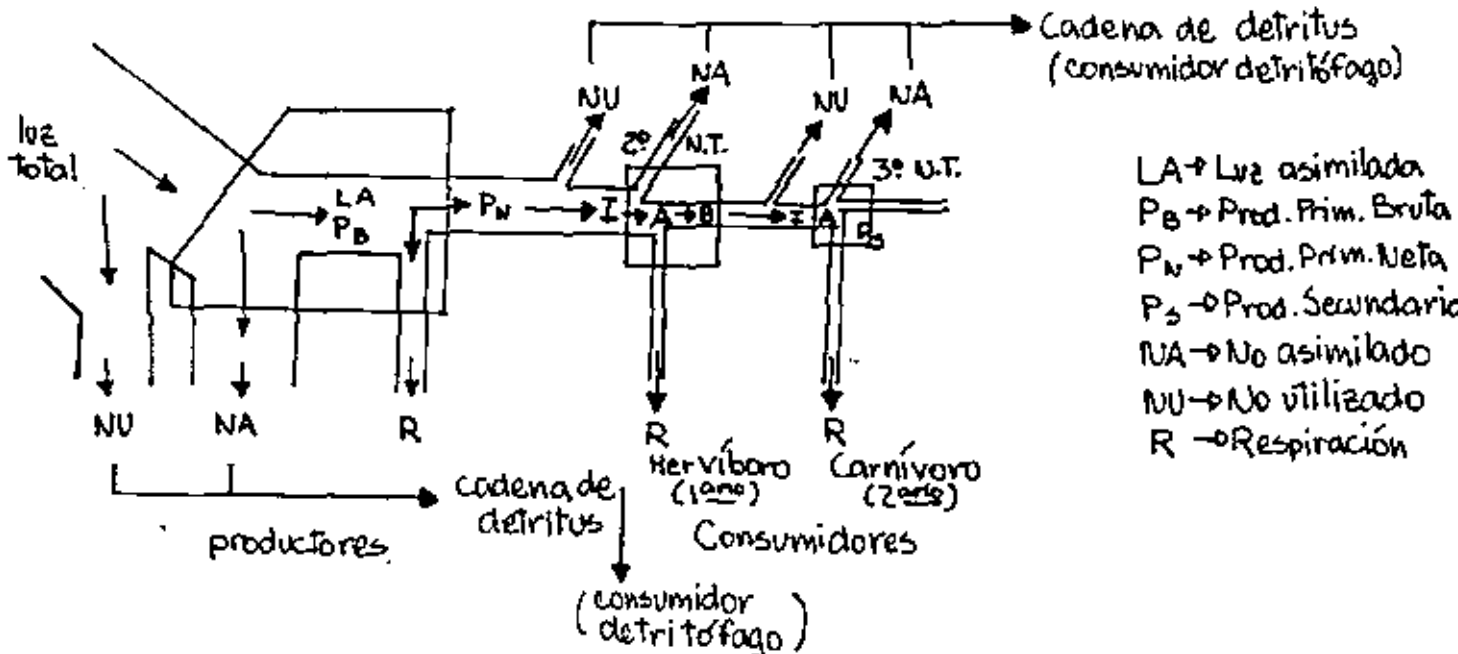 Cadena de detritus
(consumidor detritófago)
NU
NA
NU
NA
luz
total
2º
N.T.
3º N.T.
LA
PB
PN
I
A
B
I
A
PS
LA → Luz asimilada
PB → Prod. Prim. Bruta
PN → Prod. Prim. Neta
PS → Prod. Secundaria
NA → No asimilado
NU → No utilizado
R → Respiración
NU
NA
R
R
R
Hervíboro
(1ario)
Carnívoro
(2ario)
cadena de
detritus
productores
Consumidores
(consumidor
detritófago)